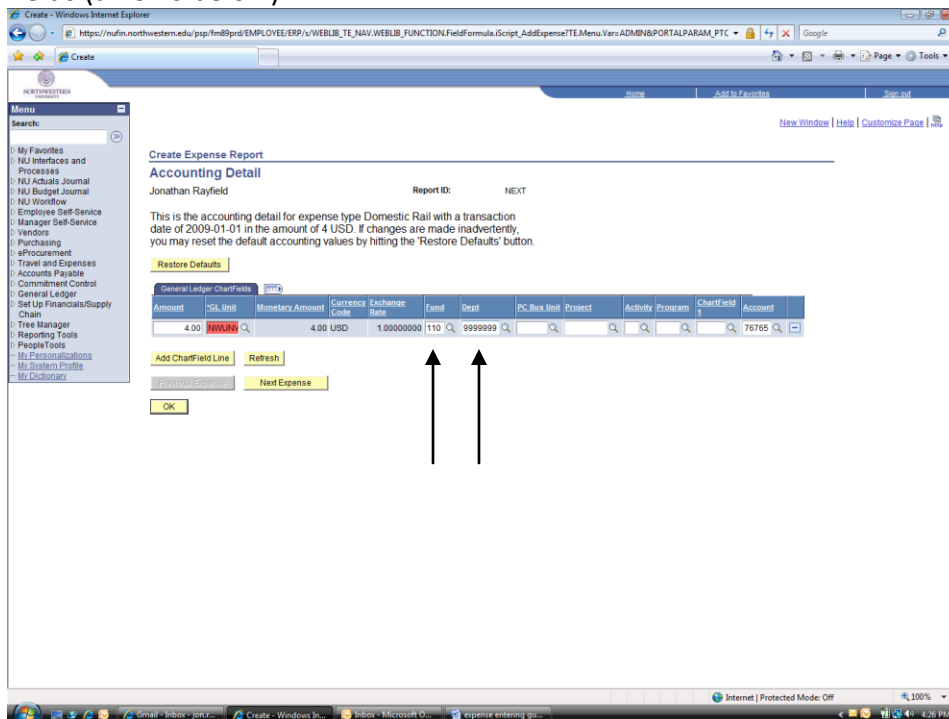 Create - Windows Internet Explorer
https://nufin.northwestern.edu/psp/fm89prd/EMPLOYEE/ERP/s/WEBLIB_TE_NAV.WEBLIB_FUNCTION.FieldFormula.iScript_AddExpense?TE.Menu.Var=ADMIN&PORTALPARAM_PTC
Google
Create
Page Tools
NORTHWESTERN
UNIVERSITY
Home Add to Favorites Sign out
New Window | Help | Customize Page |
Menu
Search:
My Favorites
NU Interfaces and
Processes
NU Actuals Journal
NU Budget Journal
NU Workflow
Employee Self-Service
Manager Self-Service
Vendors
Purchasing
eProcurement
Travel and Expenses
Accounts Payable
Commitment Control
General Ledger
Set Up Financials/Supply
Chain
Tree Manager
Reporting Tools
PeopleTools
My Personalizations
My System Profile
My Dictionary
Create Expense Report
Accounting Detail
Jonathan Rayfield Report ID: NEXT
This is the accounting detail for expense type Domestic Rail with a transaction
date of 2009-01-01 in the amount of 4 USD. If changes are made inadvertently,
you may reset the default accounting values by hitting the 'Restore Defaults' button.
Restore Defaults
General Ledger ChartFields
Amount *GL Unit Monetary Amount Currency Code Exchange Rate Fund Dept PC Bus Unit Project Activity Program ChartField 1 Account
4.00 NWUNV 4.00 USD 1.00000000 110 9999999 76765
Add ChartField Line Refresh
Previous Expense Next Expense
OK
Internet | Protected Mode: Off 100%
Gmail - Inbox - jon.r... Create - Windows In... Inbox - Microsoft O... expense entering gu... 4:26 PM